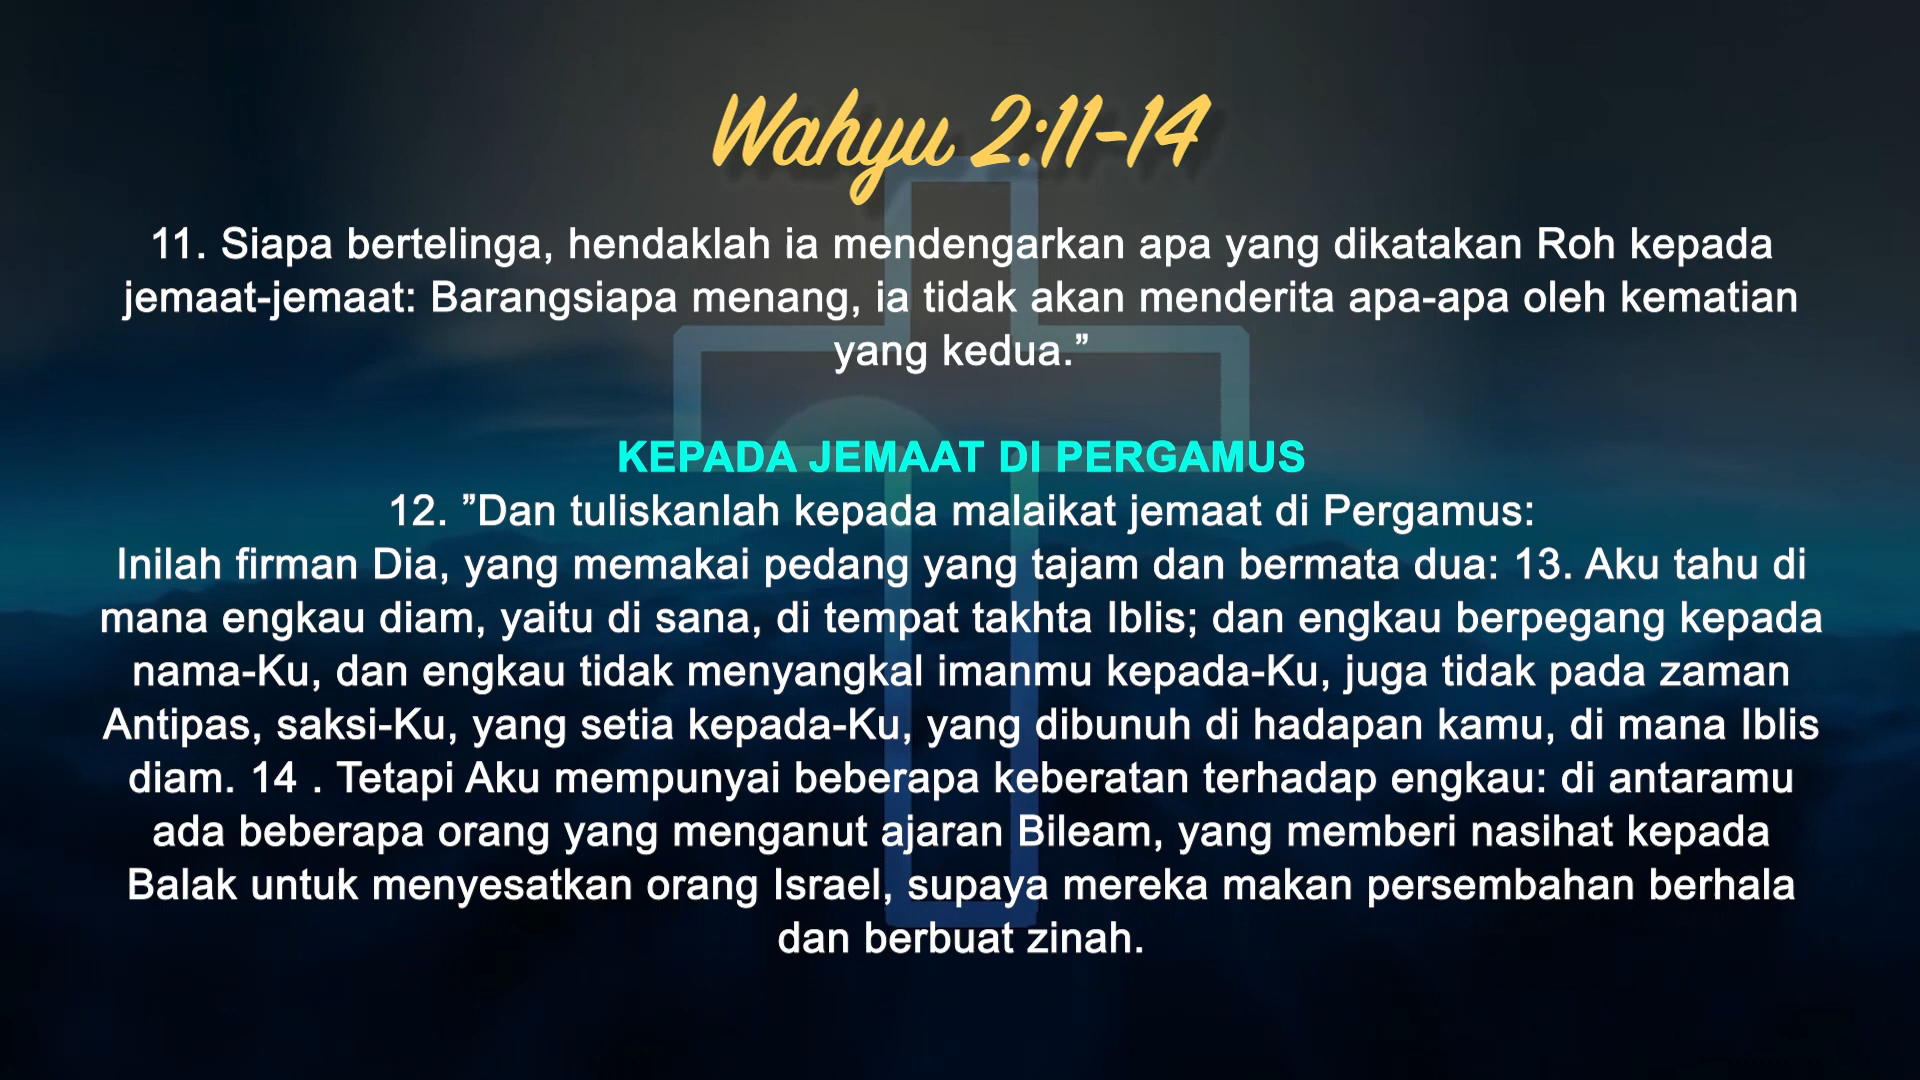 Wahyu 2:11-14
11. Siapa bertelinga, hendaklah ia mendengarkan apa yang dikatakan Roh kepada
jemaat-jemaat: Barangsiapa menang, ia tidak akan menderita apa-apa oleh kematian
yang kedua.”
KEPADA JEMAAT DI PERGAMUS
12. ”Dan tuliskanlah kepada malaikat jemaat di Pergamus:
Inilah firman Dia, yang memakai pedang yang tajam dan bermata dua: 13. Aku tahu di
mana engkau diam, yaitu di sana, di tempat takhta Iblis; dan engkau berpegang kepada
nama-Ku, dan engkau tidak menyangkal imanmu kepada-Ku, juga tidak pada zaman
Antipas, saksi-Ku, yang setia kepada-Ku, yang dibunuh di hadapan kamu, di mana Iblis
diam. 14 . Tetapi Aku mempunyai beberapa keberatan terhadap engkau: di antaramu
ada beberapa orang yang menganut ajaran Bileam, yang memberi nasihat kepada
Balak untuk menyesatkan orang Israel, supaya mereka makan persembahan berhala
dan berbuat zinah.